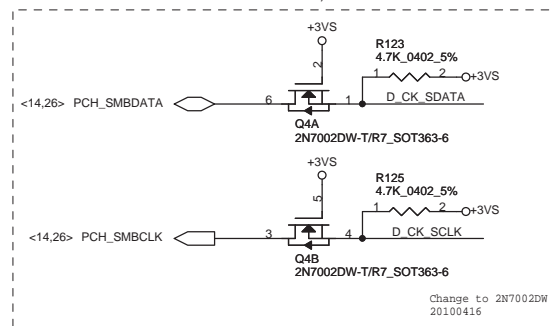 +3VS
2
R123
4.7K_0402_5%
1 2 +3VS
<14,26> PCH_SMBDATA 6 1 D_CK_SDATA
Q4A
2N7002DW-T/R7_SOT363-6
+3VS
5
R125
4.7K_0402_5%
1 2 +3VS
<14,26> PCH_SMBCLK 3 4 D_CK_SCLK
Q4B
2N7002DW-T/R7_SOT363-6
Change to 2N7002DW
20100416